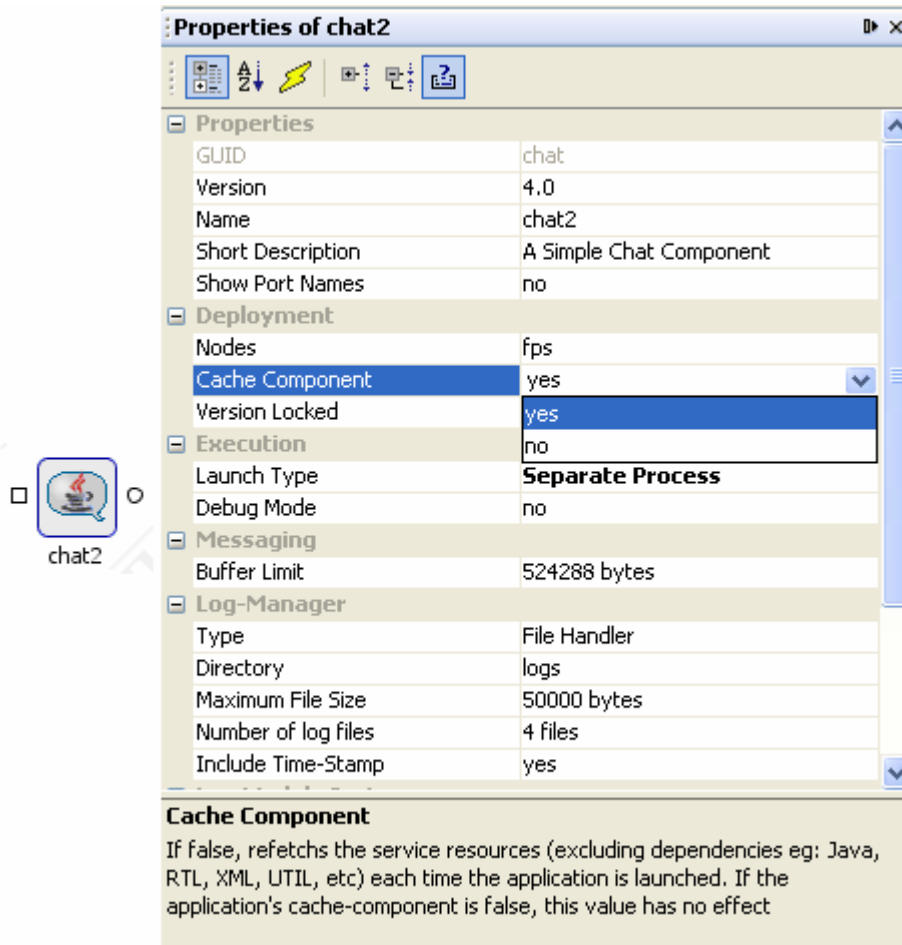 Properties of chat2
Properties
GUID chat
Version 4.0
Name chat2
Short Description A Simple Chat Component
Show Port Names no
Deployment
Nodes fps
Cache Component yes
Version Locked yes
Execution no
Launch Type Separate Process
Debug Mode no
Messaging
Buffer Limit 524288 bytes
Log-Manager
Type File Handler
Directory logs
Maximum File Size 50000 bytes
Number of log files 4 files
Include Time-Stamp yes
chat2
Cache Component
If false, refetchs the service resources (excluding dependencies eg: Java,
RTL, XML, UTIL, etc) each time the application is launched. If the
application's cache-component is false, this value has no effect